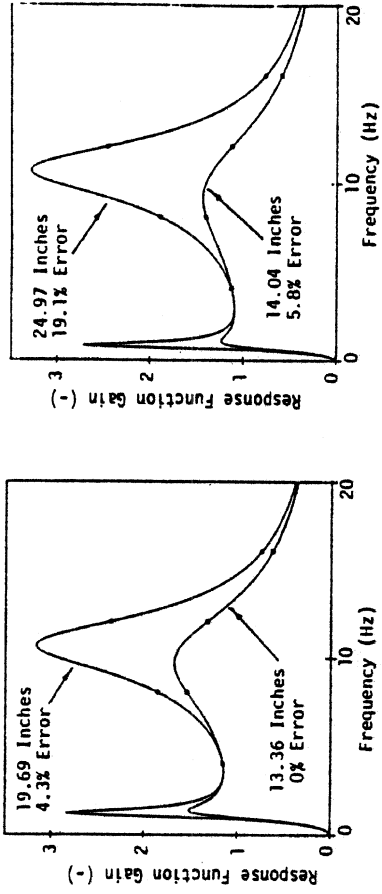 3
2
1
0
Response Function Gain (-)
24.97 Inches
19.1% Error
14.04 Inches
5.8% Error
0
10
20
Frequency (Hz)
3
2
1
0
Response Function Gain (-)
19.69 Inches
4.3% Error
13.36 Inches
0% Error
0
10
20
Frequency (Hz)